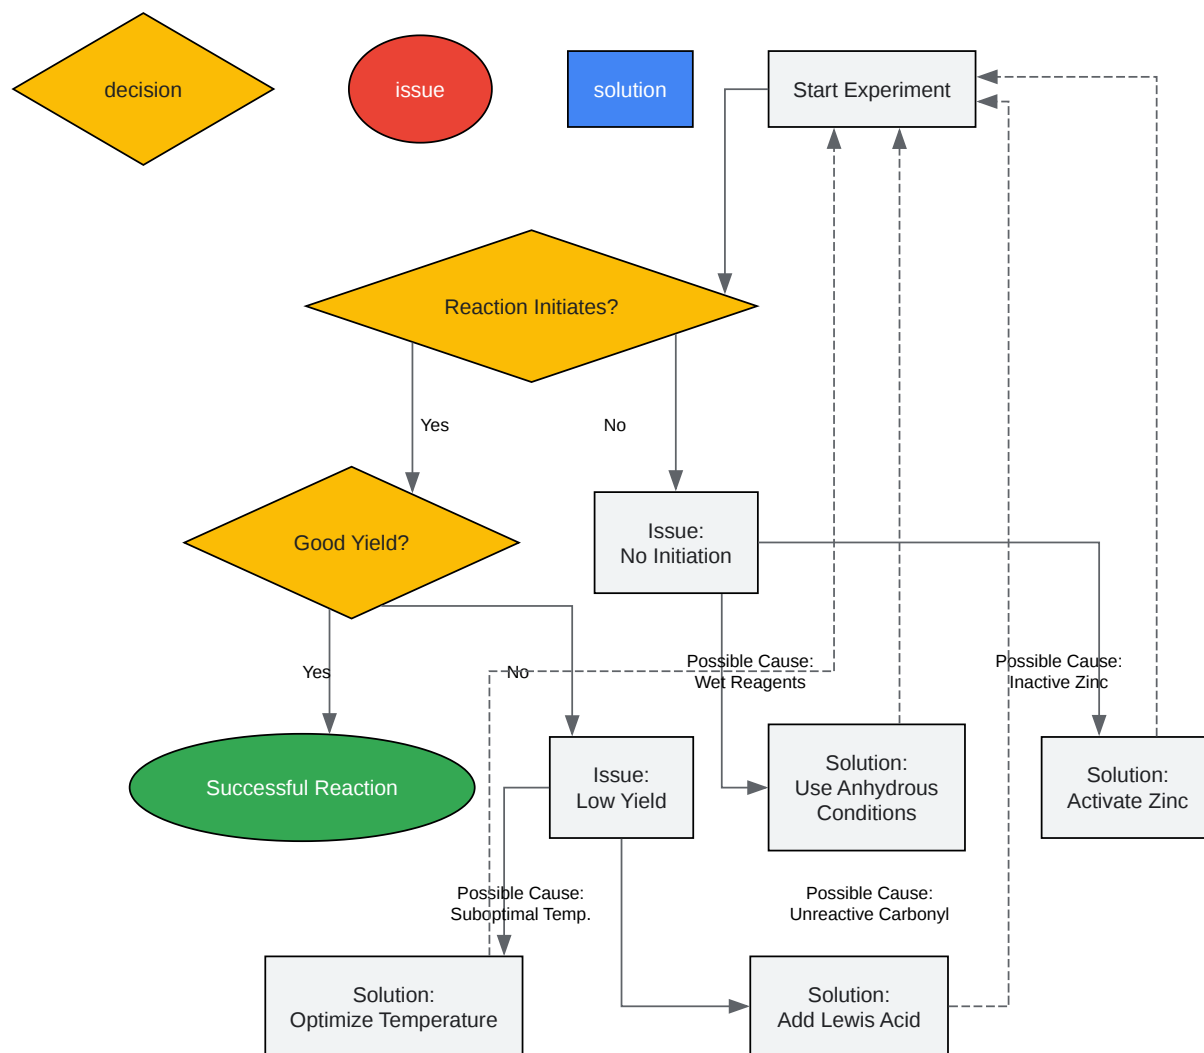 decision
issue
solution
Start Experiment
Reaction Initiates?
Yes
No
Good Yield?
Issue:
No Initiation
Yes
No
Possible Cause:
Wet Reagents
Possible Cause:
Inactive Zinc
Successful Reaction
Issue:
Low Yield
Solution:
Use Anhydrous
Conditions
Solution:
Activate Zinc
Possible Cause:
Suboptimal Temp.
Possible Cause:
Unreactive Carbonyl
Solution:
Optimize Temperature
Solution:
Add Lewis Acid